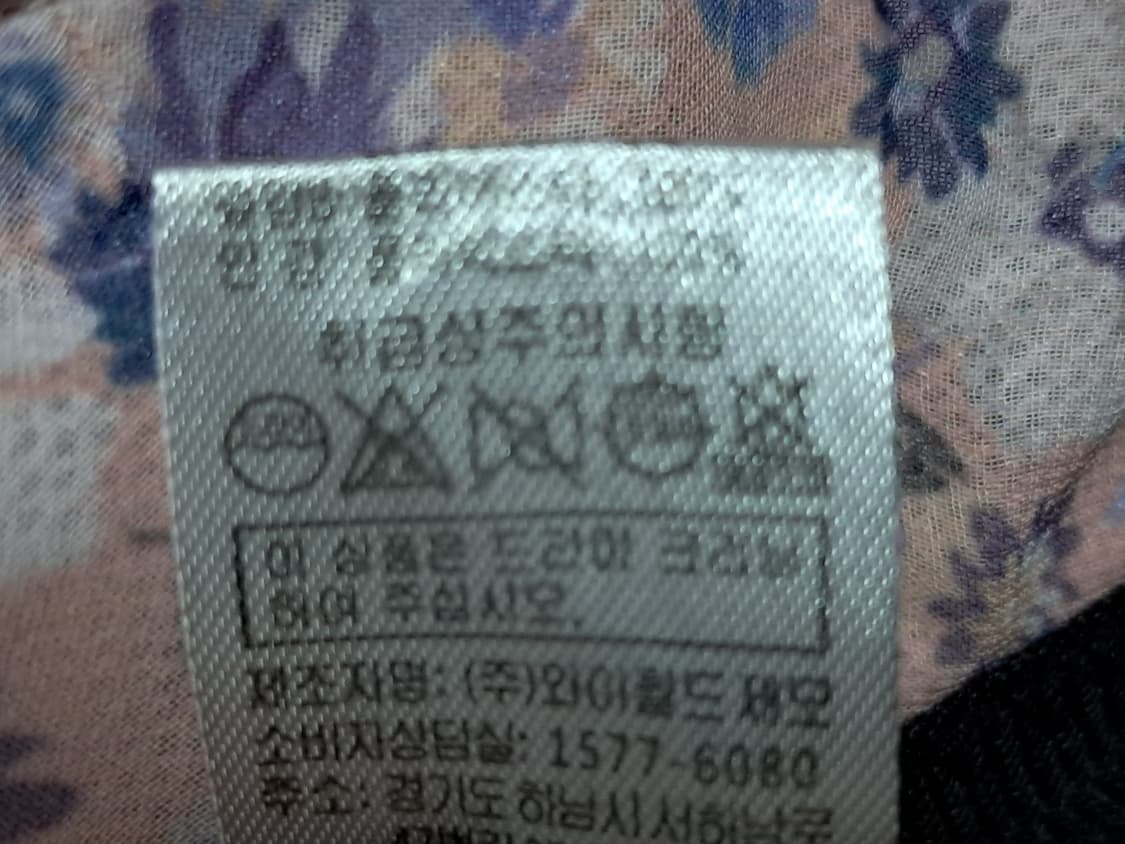 취급상주의사항
이 상품은 드라이 크리닝
하여 주십시오.
제조자명: (주)와이휠드 제모
소비자상담실: 1577-6080
주소: 경기도 하남시 서하남로